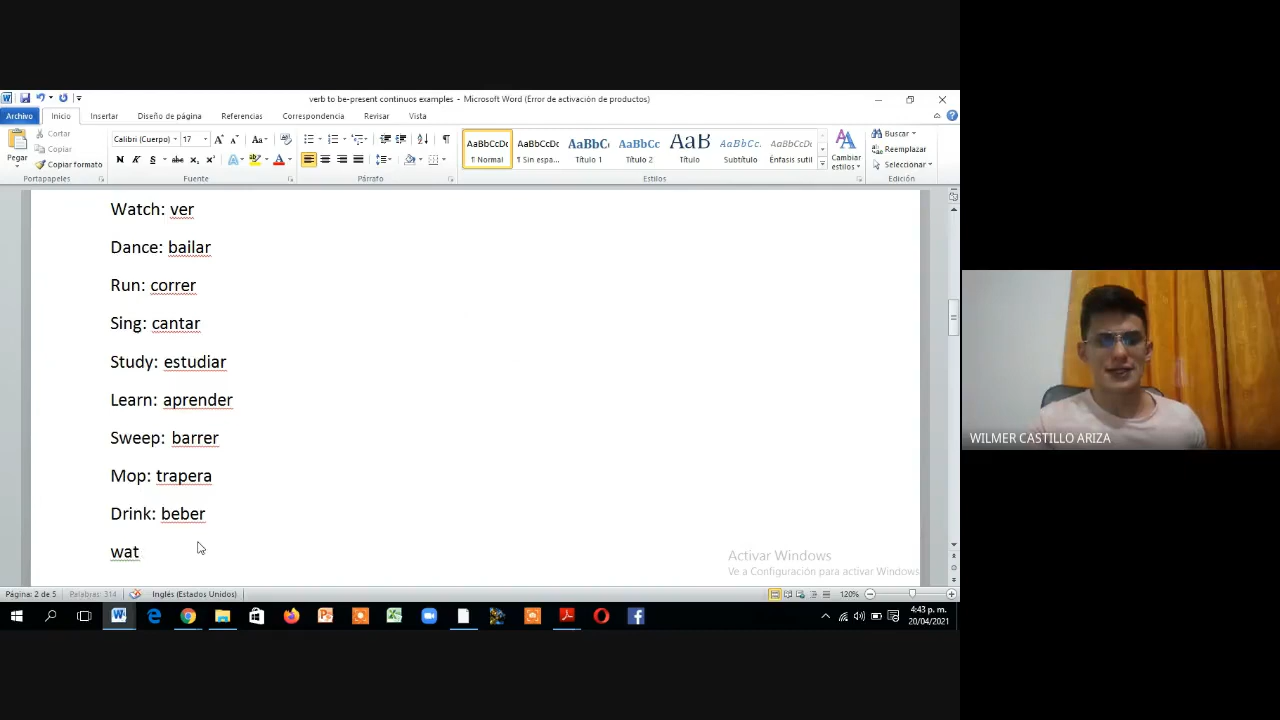 verb to be-present continuos examples - Microsoft Word (Error de activación de productos)
Archivo Inicio Insertar Diseño de página Referencias Correspondencia Revisar Vista
Pegar
Cortar
Copiar
Copiar formato
Portapapeles
Calibri (Cuerpo) 17
Fuente
Párrafo
AaBbCcDc AaBbCcDc AaBbC AaBbCc AaB AaBbCc. AaBbCcDc
¶ Normal ¶ Sin espa... Título 1 Título 2 Título Subtítulo Énfasis sutil
Estilos
Cambiar estilos
Buscar
Reemplazar
Seleccionar
Edición
Watch: ver
Dance: bailar
Run: correr
Sing: cantar
Study: estudiar
Learn: aprender
Sweep: barrer
Mop: trapera
Drink: beber
wat
Activar Windows
Ve a Configuración para activar Windows
Página: 2 de 5 Palabras: 314 Inglés (Estados Unidos) 120%
4:43 p. m.
20/04/2021
WILMER CASTILLO ARIZA